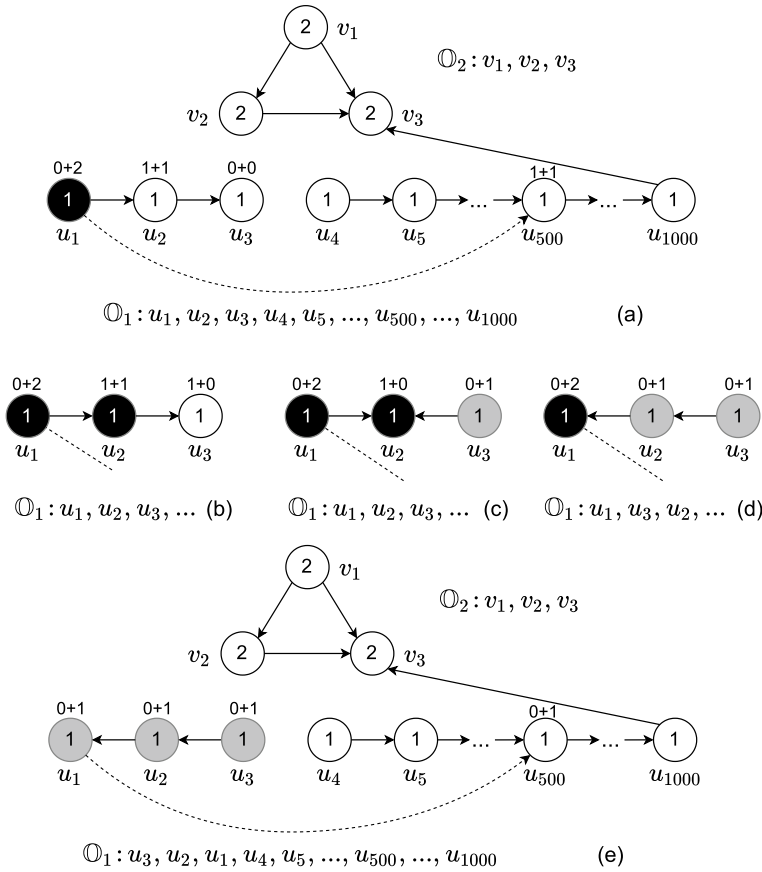 2 v₁
𝕆₂: v₁, v₂, v₃
v₂ 2 2 v₃
0+2 1+1 0+0 1+1
1 1 1 1 1 ... 1 ... 1
u₁ u₂ u₃ u₄ u₅ u₅₀₀ u₁₀₀₀
𝕆₁: u₁, u₂, u₃, u₄, u₅, ..., u₅₀₀, ..., u₁₀₀₀ (a)
0+2 1+1 1+0 0+2 1+0 0+1 0+2 0+1 0+1
1 1 1 1 1 1 1 1 1
u₁ u₂ u₃ u₁ u₂ u₃ u₁ u₂ u₃
𝕆₁: u₁, u₂, u₃, ... (b) 𝕆₁: u₁, u₂, u₃, ... (c) 𝕆₁: u₁, u₃, u₂, ... (d)
2 v₁
𝕆₂: v₁, v₂, v₃
v₂ 2 2 v₃
0+1 0+1 0+1 0+1
1 1 1 1 1 ... 1 ... 1
u₁ u₂ u₃ u₄ u₅ u₅₀₀ u₁₀₀₀
𝕆₁: u₃, u₂, u₁, u₄, u₅, ..., u₅₀₀, ..., u₁₀₀₀ (e)